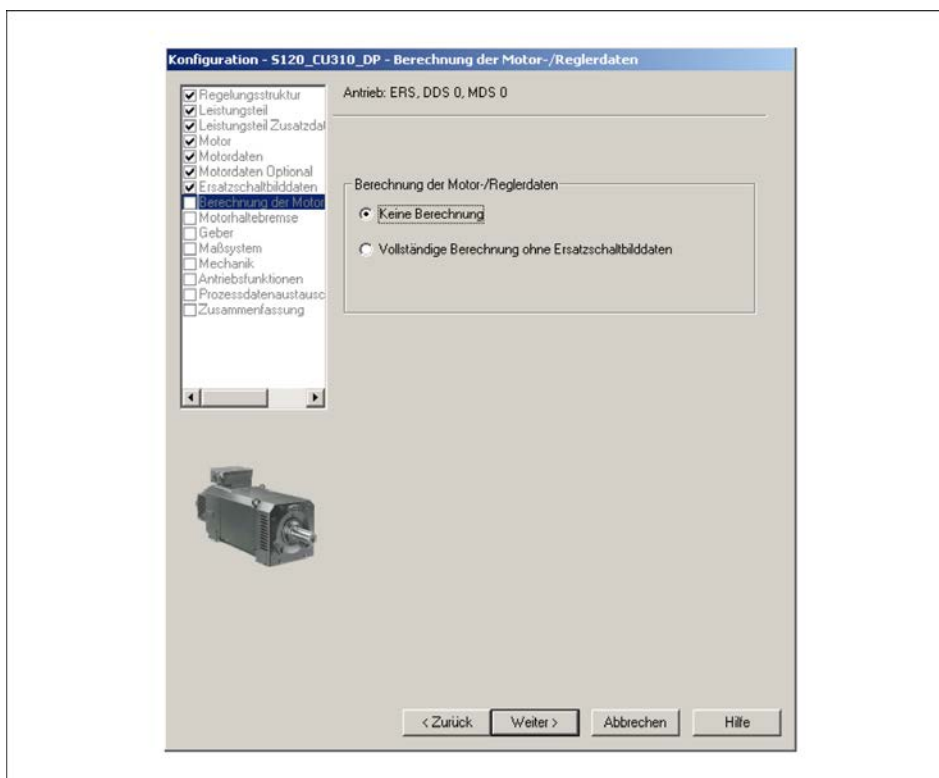 Konfiguration - S120_CU310_DP - Berechnung der Motor-/Reglerdaten
Regelungsstruktur
Leistungsteil
Leistungsteil Zusatzdat
Motor
Motordaten
Motordaten Optional
Ersatzschaltbilddaten
Berechnung der Motor
Motorhaltebremse
Geber
Maßsystem
Mechanik
Antriebsfunktionen
Prozessdatenaustausc
Zusammenfassung
Antrieb: ERS, DDS 0, MDS 0
Berechnung der Motor-/Reglerdaten
Keine Berechnung
Vollständige Berechnung ohne Ersatzschaltbilddaten
< Zurück Weiter > Abbrechen Hilfe